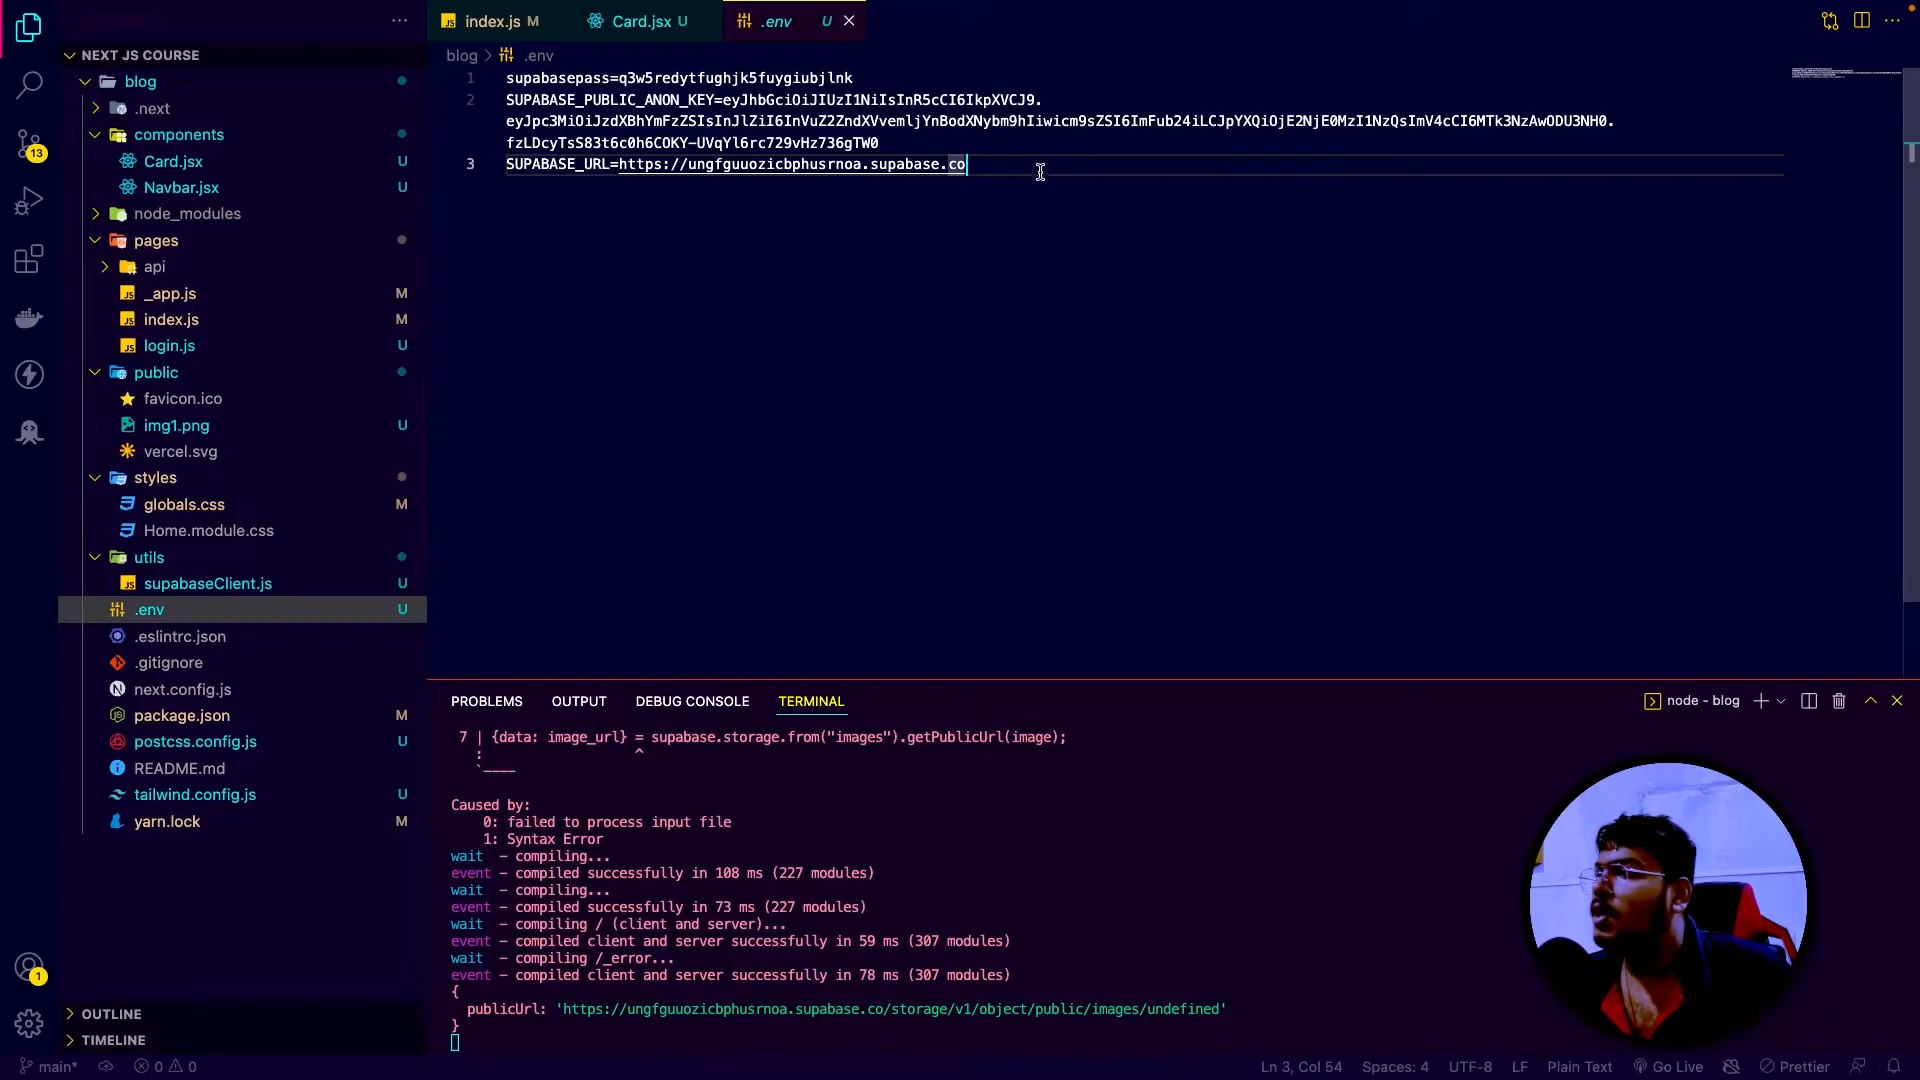 index.js M
Card.jsx U
.env U
NEXT JS COURSE
blog > .env
blog
.next
components
Card.jsx U
Navbar.jsx U
node_modules
pages
api
_app.js M
index.js M
login.js U
public
favicon.ico
img1.png U
vercel.svg
styles
globals.css M
Home.module.css
utils
supabaseClient.js U
.env U
.eslintrc.json
.gitignore
next.config.js
package.json M
postcss.config.js U
README.md
tailwind.config.js U
yarn.lock M
OUTLINE
TIMELINE
13
1
1 supabasepass=q3w5redytfughjk5fuygiubjlnk
2 SUPABASE_PUBLIC_ANON_KEY=eyJhbGciOiJIUzI1NiIsInR5cCI6IkpXVCJ9.
eyJpc3MiOiJzdXBhYmFzZSIsInJlZiI6InVuZ2ZndXVvemljYnBodXNybm9hIiwicm9sZSI6ImFub24iLCJpYXQiOjE2NjE0MzI1NzQsImV4cCI6MTk3NzAwODU3NH0.
fzLDcyTsS83t6c0h6COKY-UVqYl6rc729vHz736gTW0
3 SUPABASE_URL=https://ungfguuozicbphusrnoa.supabase.co
PROBLEMS OUTPUT DEBUG CONSOLE TERMINAL
node - blog
7 | {data: image_url} = supabase.storage.from("images").getPublicUrl(image);
: ^
`----
Caused by:
0: failed to process input file
1: Syntax Error
wait - compiling...
event - compiled successfully in 108 ms (227 modules)
wait - compiling...
event - compiled successfully in 73 ms (227 modules)
wait - compiling / (client and server)...
event - compiled client and server successfully in 59 ms (307 modules)
wait - compiling /_error...
event - compiled client and server successfully in 78 ms (307 modules)
{
publicUrl: 'https://ungfguuozicbphusrnoa.supabase.co/storage/v1/object/public/images/undefined'
}
main* 0 0
Ln 3, Col 54 Spaces: 4 UTF-8 LF Plain Text Go Live Prettier